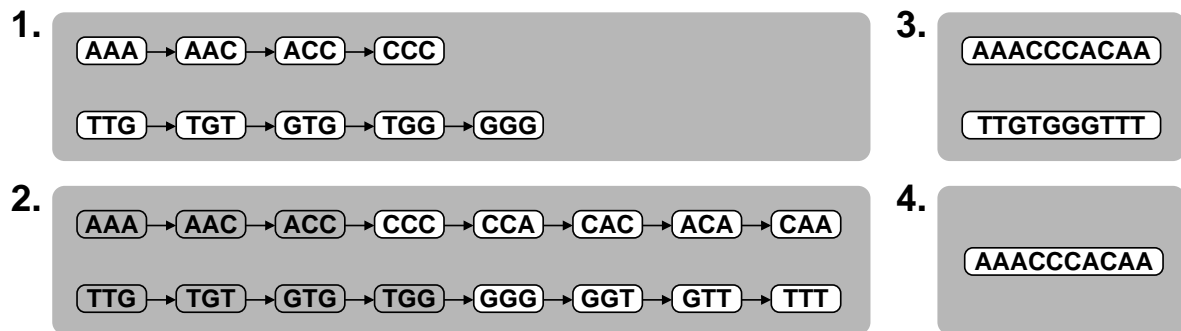 1.
AAA AAC ACC CCC
TTG TGT GTG TGG GGG
2.
AAA AAC ACC CCC CCA CAC ACA CAA
TTG TGT GTG TGG GGG GGT GTT TTT
3.
AAACCCACAA
TTGTGGGTTT
4.
AAACCCACAA